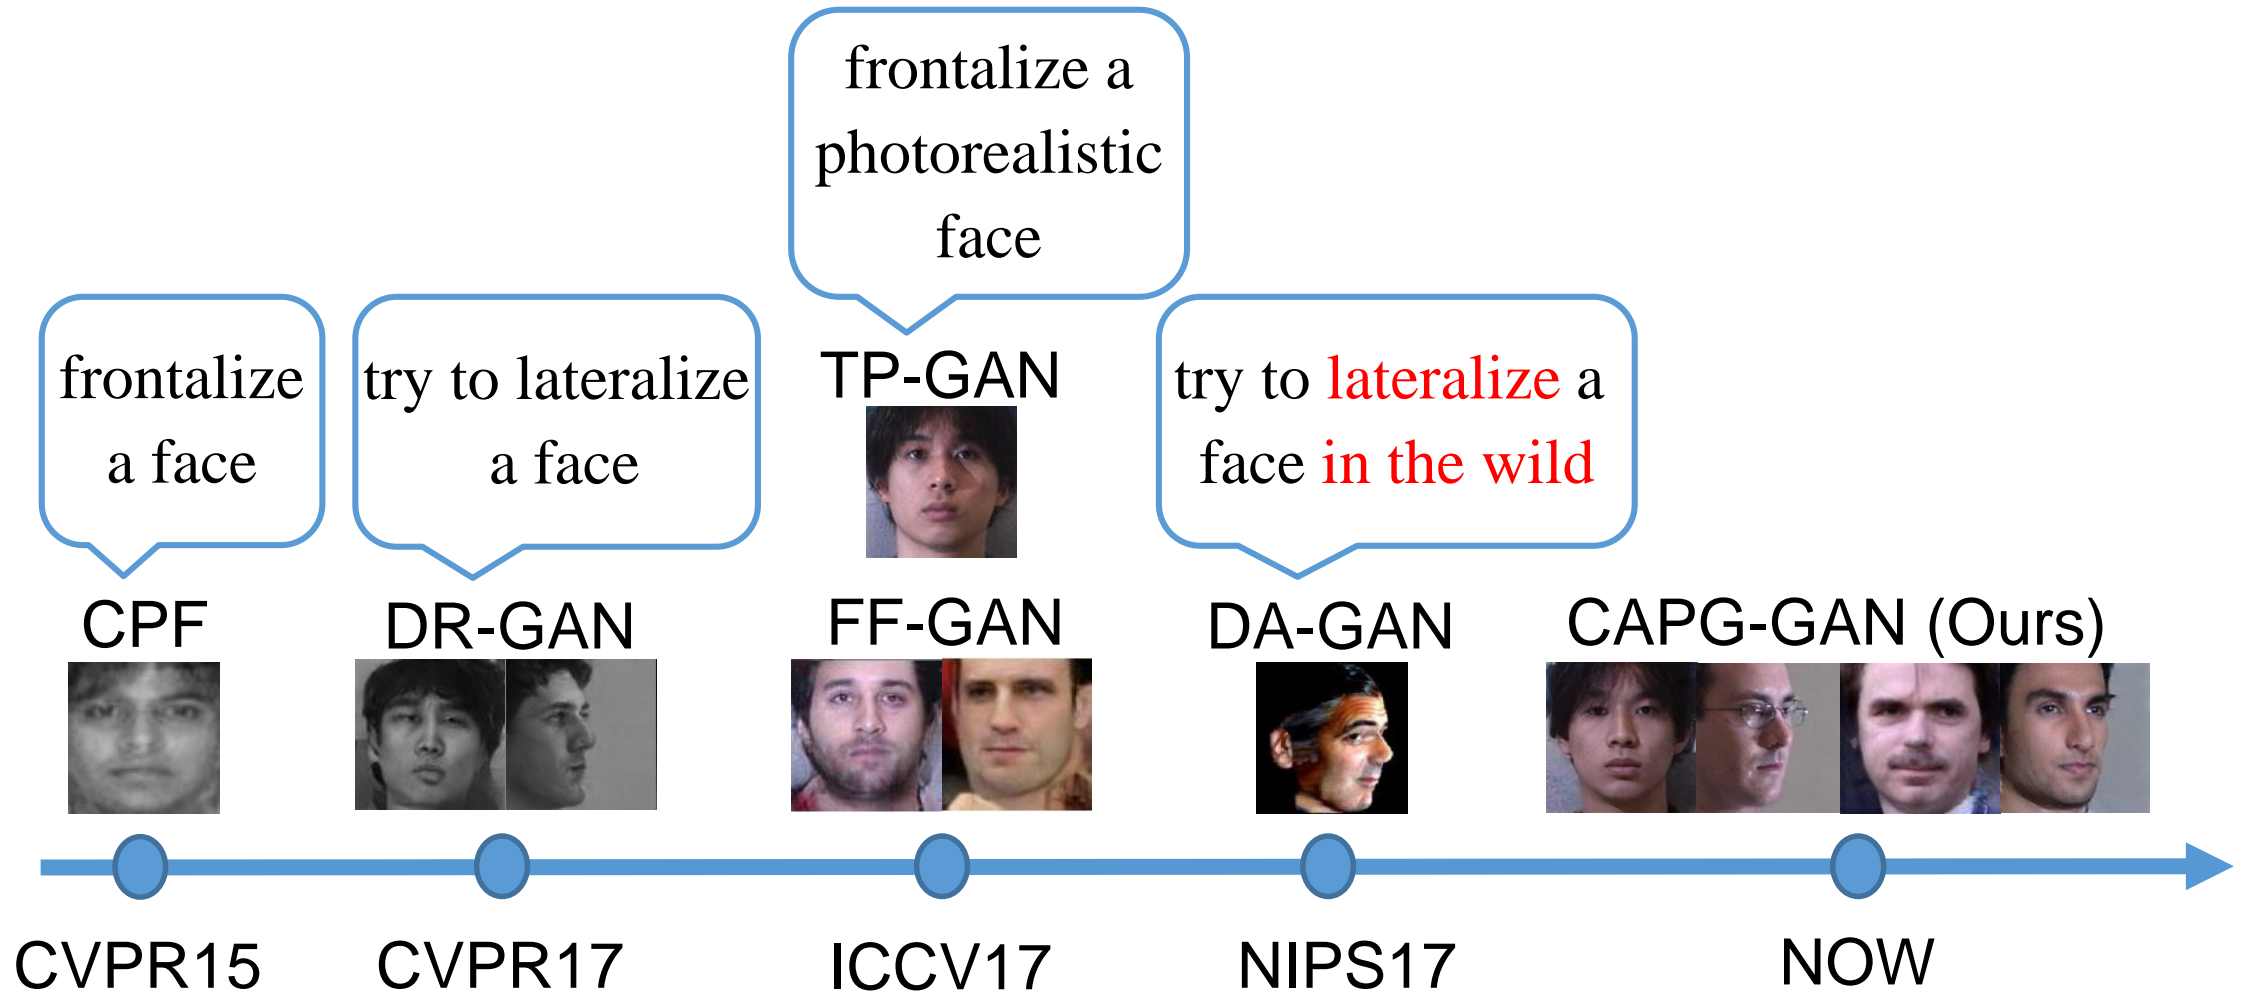 frontalize a
photorealistic
face
frontalize
a face
try to lateralize
a face
TP-GAN
try to lateralize a
face in the wild
CPF
DR-GAN
FF-GAN
DA-GAN
CAPG-GAN (Ours)
CVPR15
CVPR17
ICCV17
NIPS17
NOW